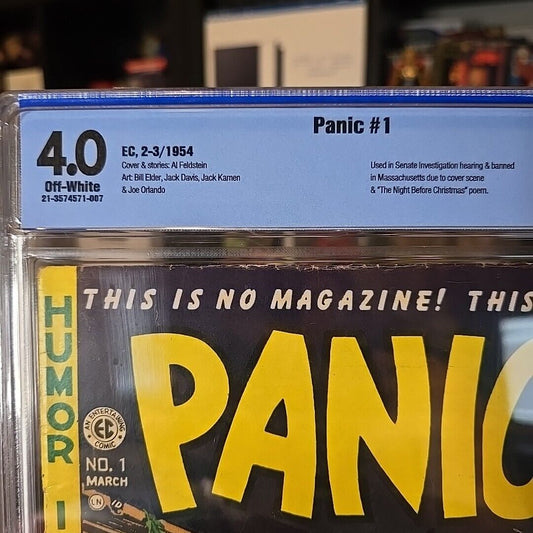 Panic #1
4.0
Off-White
21-3574571-007
EC, 2-3/1954
Cover & stories: Al Feldstein
Art: Bill Elder, Jack Davis, Jack Kamen
& Joe Orlando
Used in Senate Investigation hearing & banned
in Massachusetts due to cover scene
& "The Night Before Christmas" poem.
THIS IS NO MAGAZINE! THIS
HUMOR I
PANIC
AN ENTERTAINING
EC
COMIC
NO. 1
MARCH
LN